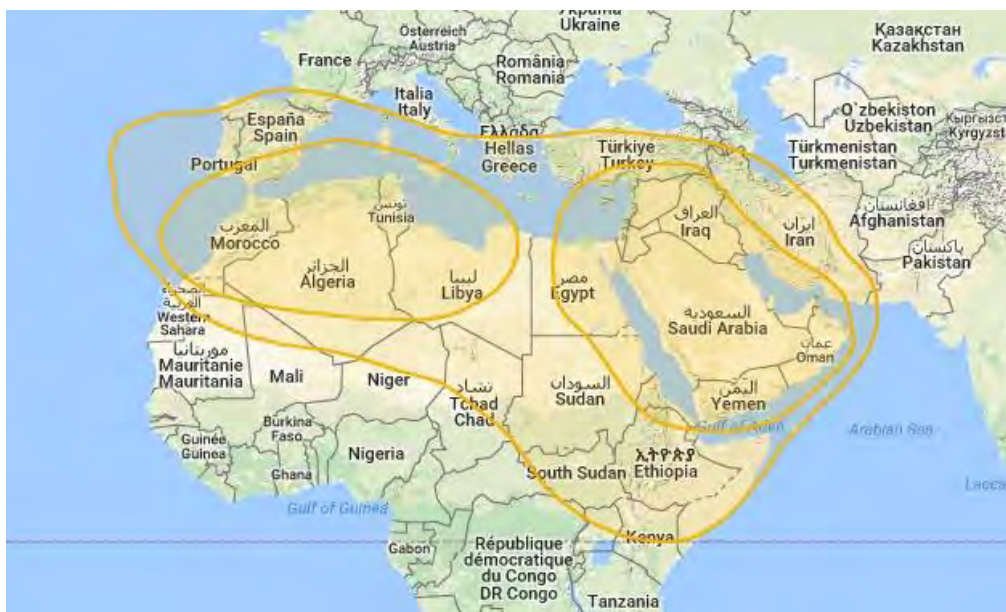 Україна
Ukraine
Österreich
Austria
France
România
Romania
Қазақстан
Kazakhstan
Italia
Italy
España
Spain
Portugal
Ελλάδα
Hellas
Greece
Türkiye
Turkey
O`zbekiston
Uzbekistan
Кыргызст
Kyrgyzst
Türkmenistan
Turkmenistan
افغانستان
Afghanistan
پاکستان
Pakistan
تونس
Tunisia
المغرب
Morocco
الجزائر
Algeria
ليبيا
Libya
مصر
Egypt
العراق
Iraq
ایران
Iran
السعودية
Saudi Arabia
عمان
Oman
اليمن
Yemen
Gulf of Aden
Arabian Sea
Lacca
الصحراء
الغربية
Western
Sahara
موريتانيا
Mauritanie
Mauritania
Mali
Niger
تشاد
Tchad
Chad
السودان
Sudan
Burkina
Faso
Guinée
Guinea
Ghana
Nigeria
South Sudan
ኢትዮጵያ
Ethiopia
Gulf of Guinea
Gabon
Kenya
République
démocratique
du Congo
DR Congo
Tanzania